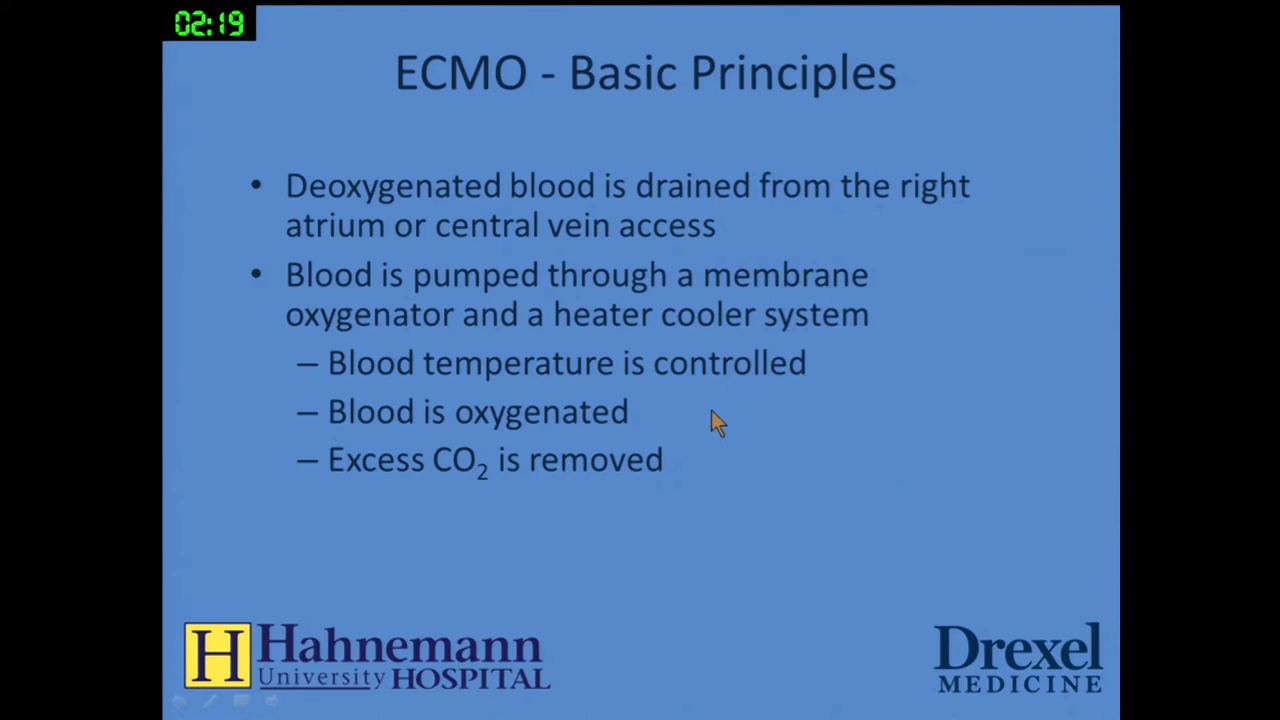 02:19
ECMO - Basic Principles
• Deoxygenated blood is drained from the right
atrium or central vein access
• Blood is pumped through a membrane
oxygenator and a heater cooler system
– Blood temperature is controlled
– Blood is oxygenated
– Excess CO₂ is removed
H Hahnemann
University HOSPITAL
Drexel
MEDICINE